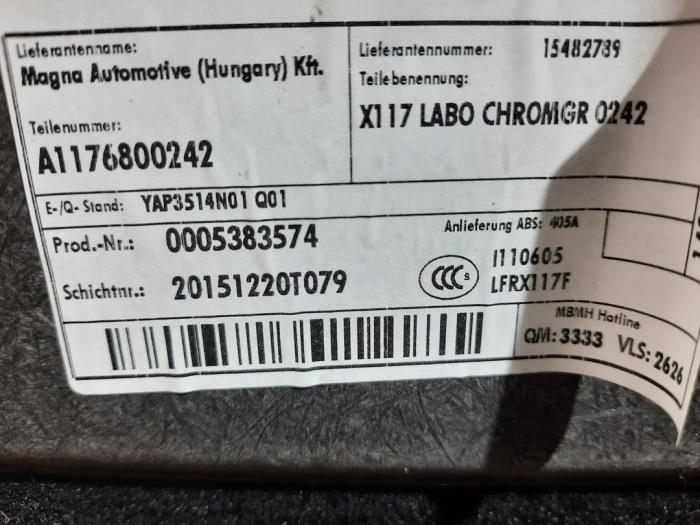 Lieferantenname:
Magna Automotive (Hungary) Kft.
Lieferantennummer: 15482789
Teilebenennung:
X117 LABO CHROMGR 0242
Teilenummer:
A1176800242
E-/Q- Stand: YAP3514N01 Q01
Prod.-Nr.: 0005383574
Anlieferung ABS: 405A
I110605
Schichtnr.: 20151220T079
CCC S
LFRX117F
MBMH Hotline
QM: 3333 VLS: 2626